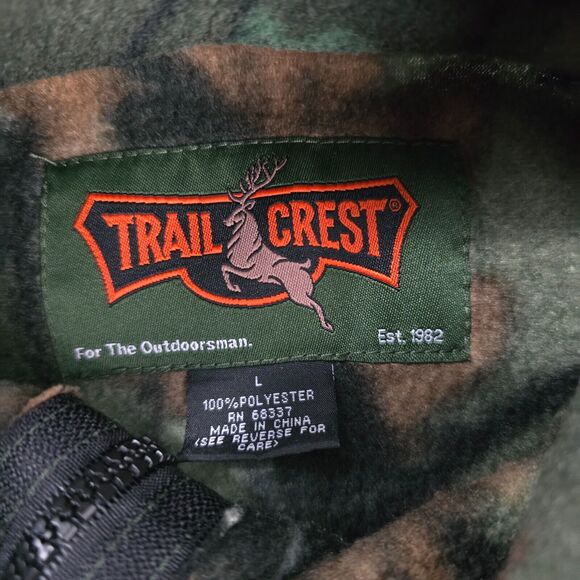 TRAIL CREST®
For The Outdoorsman.
Est. 1982
L
100%POLYESTER
RN 68337
MADE IN CHINA
(SEE REVERSE FOR
CARE)